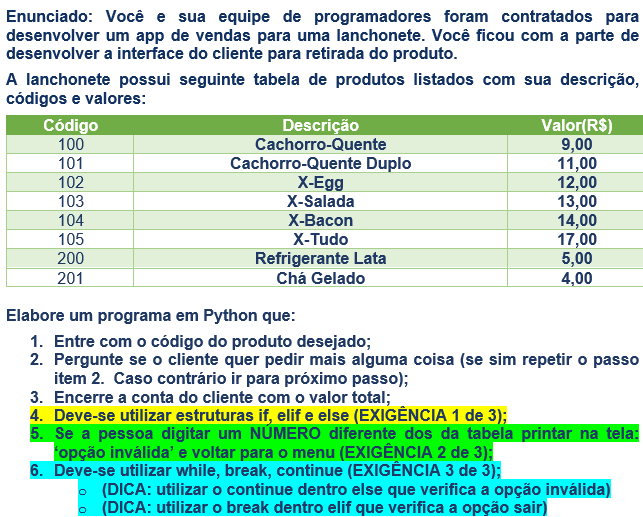 Enunciado: Você e sua equipe de programadores foram contratados para
desenvolver um app de vendas para uma lanchonete. Você ficou com a parte de
desenvolver a interface do cliente para retirada do produto.
A lanchonete possui seguinte tabela de produtos listados com sua descrição,
códigos e valores:
Código Descrição Valor(R$)
100 Cachorro-Quente 9,00
101 Cachorro-Quente Duplo 11,00
102 X-Egg 12,00
103 X-Salada 13,00
104 X-Bacon 14,00
105 X-Tudo 17,00
200 Refrigerante Lata 5,00
201 Chá Gelado 4,00
Elabore um programa em Python que:
1. Entre com o código do produto desejado;
2. Pergunte se o cliente quer pedir mais alguma coisa (se sim repetir o passo
item 2. Caso contrário ir para próximo passo);
3. Encerre a conta do cliente com o valor total;
4. Deve-se utilizar estruturas if, elif e else (EXIGÊNCIA 1 de 3);
5. Se a pessoa digitar um NÚMERO diferente dos da tabela printar na tela:
‘opção inválida’ e voltar para o menu (EXIGÊNCIA 2 de 3);
6. Deve-se utilizar while, break, continue (EXIGÊNCIA 3 de 3);
o (DICA: utilizar o continue dentro else que verifica a opção inválida)
o (DICA: utilizar o break dentro elif que verifica a opção sair)